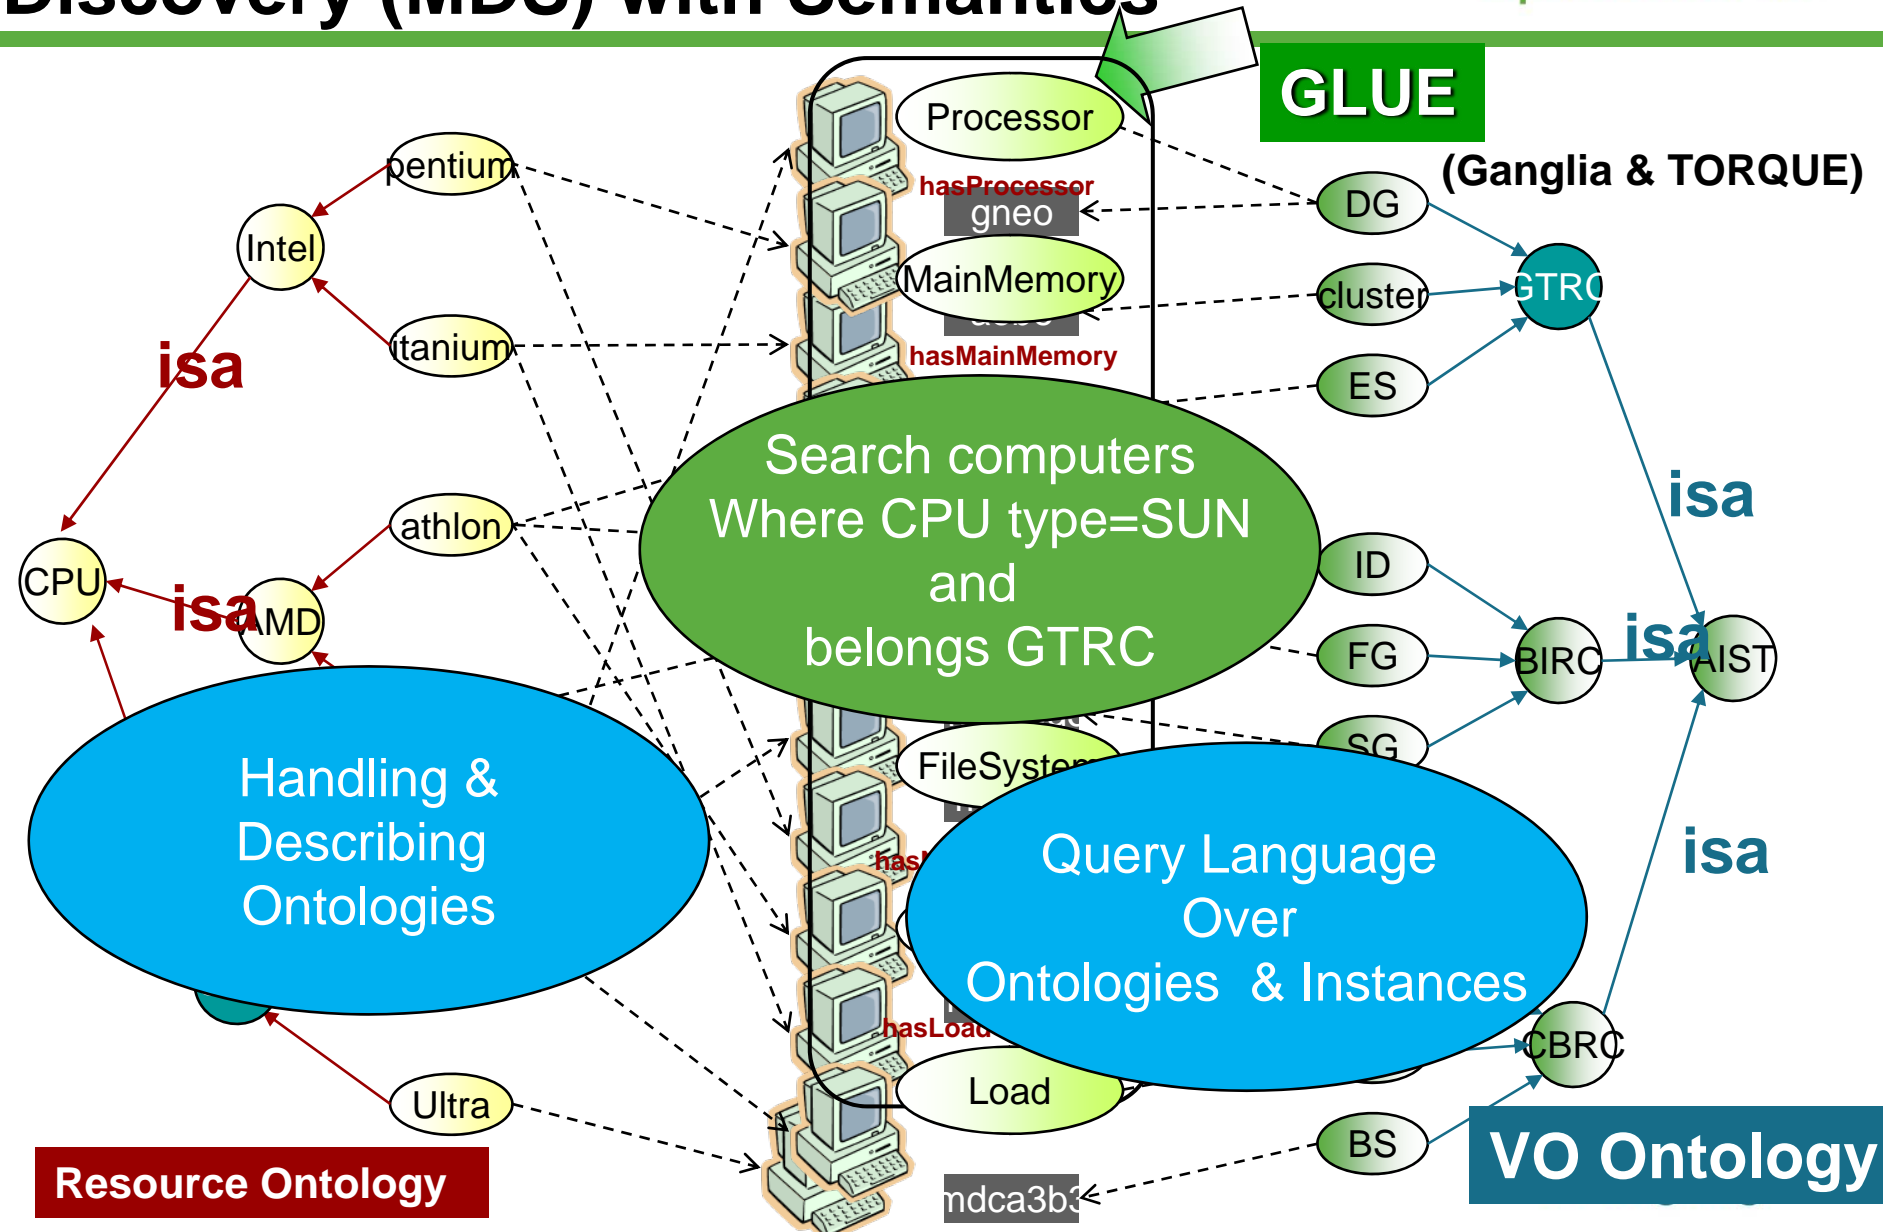 Discovery (MDS) with Semantics
GLUE
(Ganglia & TORQUE)
Processor
hasProcessor
gneo
MainMemory
hasMainMemory
pentium
Intel
itanium
isa
athlon
CPU
isa
AMD
DG
cluster
GTRC
ES
isa
Search computers
Where CPU type=SUN
and
belongs GTRC
ID
FG
BIRC
isa
AIST
SG
FileSystem
Handling &
Describing
Ontologies
Query Language
Over
Ontologies & Instances
isa
hasLoad
Load
CBRC
Ultra
BS
mdca3b3
Resource Ontology
VO Ontology